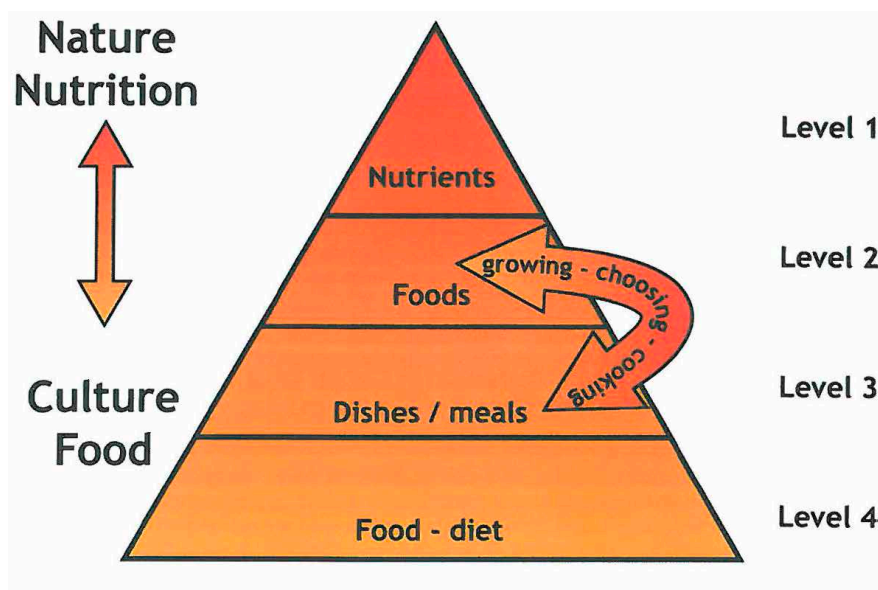 Nature
Nutrition
Level 1
Nutrients
Level 2
growing - choosing - cooking
Foods
Culture
Food
Level 3
Dishes / meals
Level 4
Food - diet